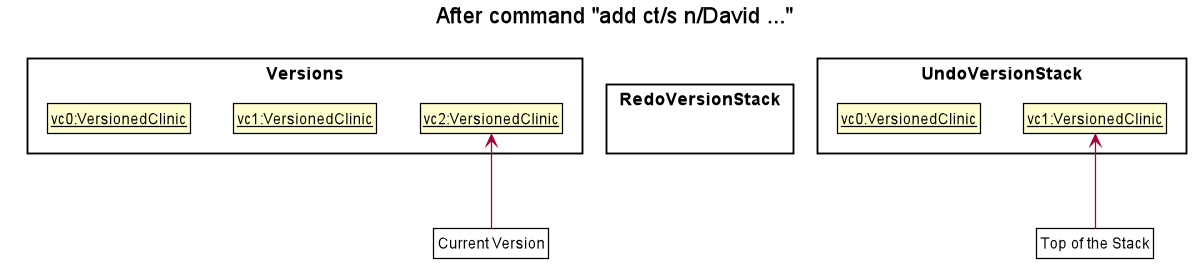 After command "add ct/s n/David ..."
Versions
vc0:VersionedClinic
vc1:VersionedClinic
vc2:VersionedClinic
RedoVersionStack
UndoVersionStack
vc0:VersionedClinic
vc1:VersionedClinic
Current Version
Top of the Stack